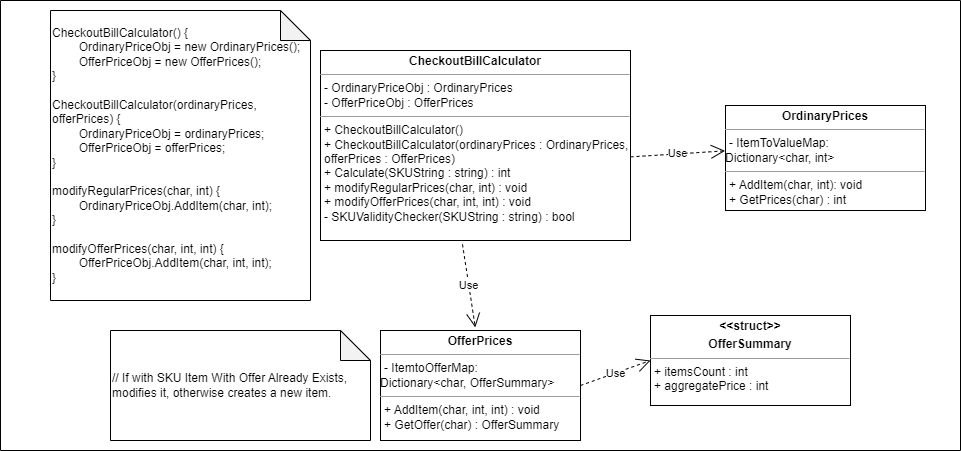 CheckoutBillCalculator() {
OrdinaryPriceObj = new OrdinaryPrices();
OfferPriceObj = new OfferPrices();
}
CheckoutBillCalculator(ordinaryPrices,
offerPrices) {
OrdinaryPriceObj = ordinaryPrices;
OfferPriceObj = offerPrices;
}
modifyRegularPrices(char, int) {
OrdinaryPriceObj.AddItem(char, int);
}
modifyOfferPrices(char, int, int) {
OfferPriceObj.AddItem(char, int, int);
}
CheckoutBillCalculator
- OrdinaryPriceObj : OrdinaryPrices
- OfferPriceObj : OfferPrices
+ CheckoutBillCalculator()
+ CheckoutBillCalculator(ordinaryPrices : OrdinaryPrices,
offerPrices : OfferPrices)
+ Calculate(SKUString : string) : int
+ modifyRegularPrices(char, int) : void
+ modifyOfferPrices(char, int, int) : void
- SKUValidityChecker(SKUString : string) : bool
Use
OrdinaryPrices
- ItemToValueMap:
Dictionary<char, int>
+ AddItem(char, int): void
+ GetPrices(char) : int
Use
// If with SKU Item With Offer Already Exists,
modifies it, otherwise creates a new item.
OfferPrices
- ItemtoOfferMap:
Dictionary<char, OfferSummary>
+ AddItem(char, int, int) : void
+ GetOffer(char) : OfferSummary
Use
<<struct>>
OfferSummary
+ itemsCount : int
+ aggregatePrice : int